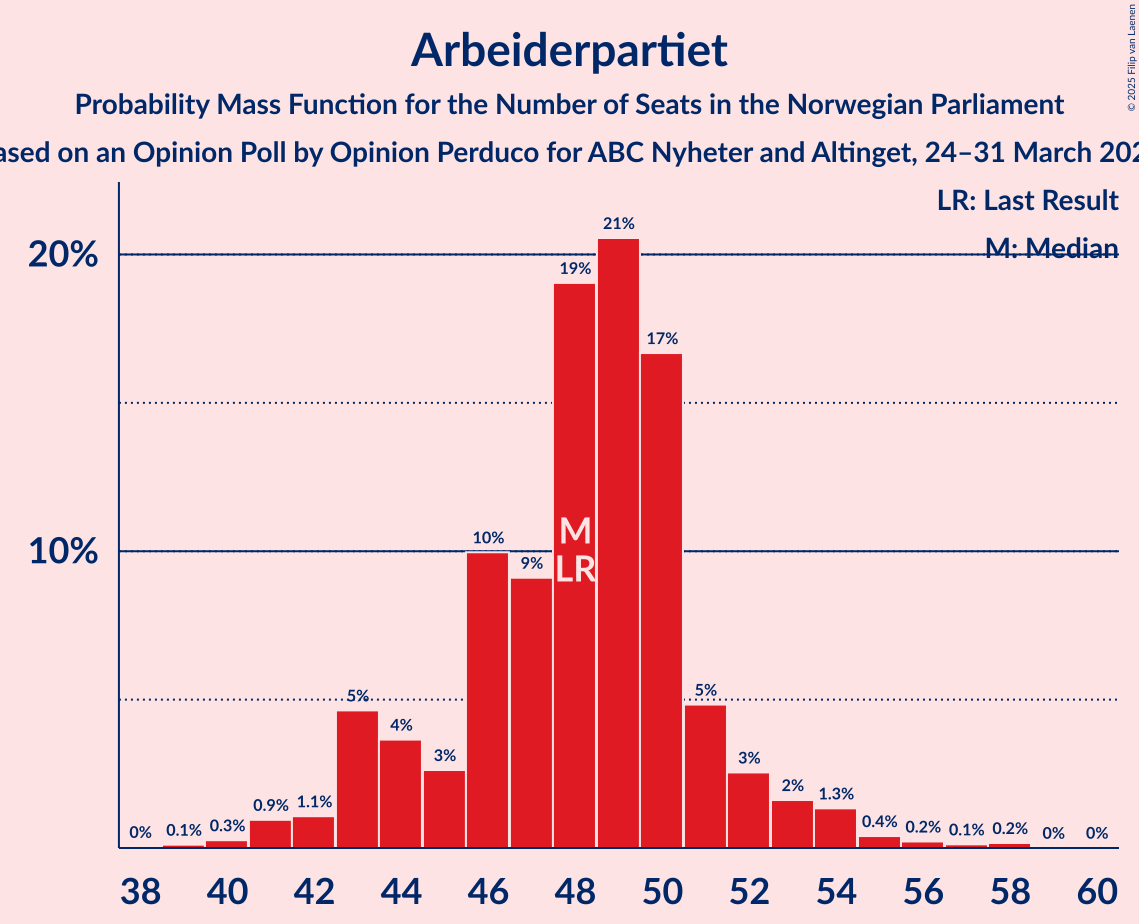 Arbeiderpartiet
Probability Mass Function for the Number of Seats in the Norwegian Parliament
on an Opinion Poll by Opinion Perduco for ABC Nyheter and Altinget, 24–31 March
© 2025 Filip van Laenen
LR: Last Result
M: Median
20%
10%
0%
0.1%
0.3%
0.9%
1.1%
5%
4%
3%
10%
9%
19%
21%
17%
5%
3%
2%
1.3%
0.4%
0.2%
0.1%
0.2%
0%
0%
M
LR
38 40 42 44 46 48 50 52 54 56 58 60